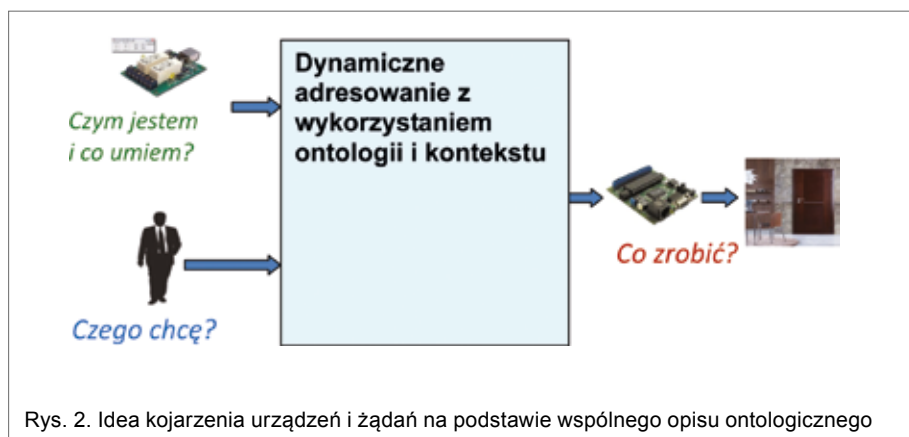 Dynamiczne
adresowanie z
wykorzystaniem
ontologii i kontekstu
Czym jestem
i co umiem?
Czego chcę?
Co zrobić?
Rys. 2. Idea kojarzenia urządzeń i żądań na podstawie wspólnego opisu ontologicznego